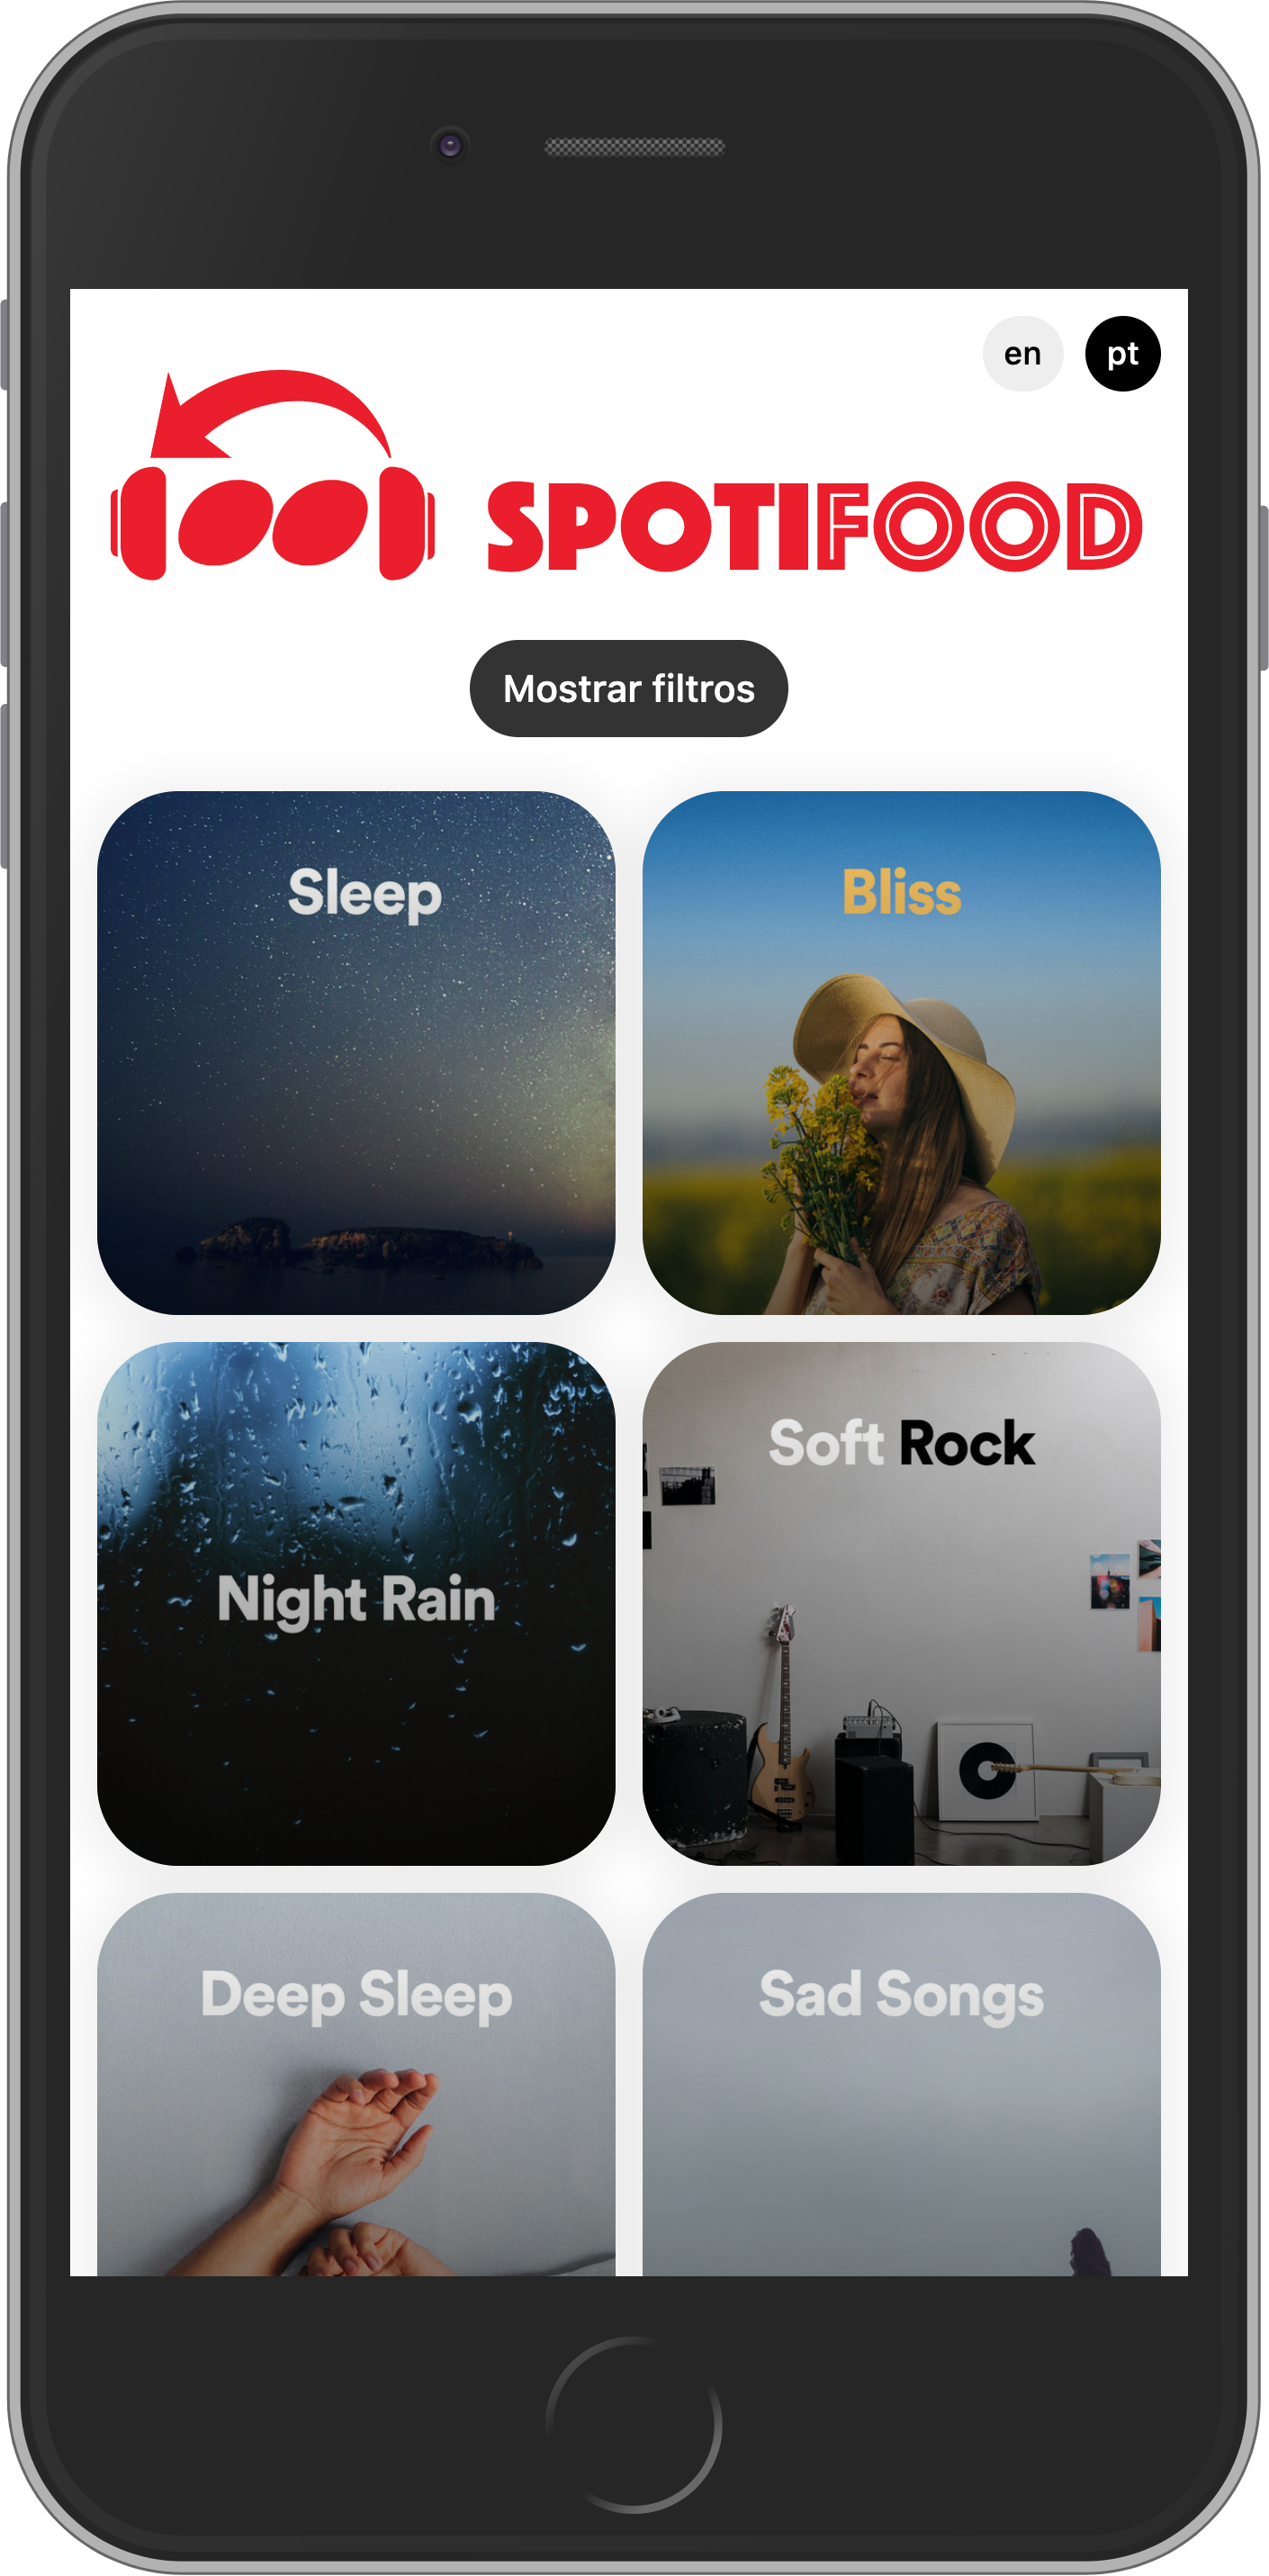 en pt
SPOTIFOOD
Mostrar filtros
Sleep
Bliss
Night Rain
Soft Rock
Deep Sleep
Sad Songs